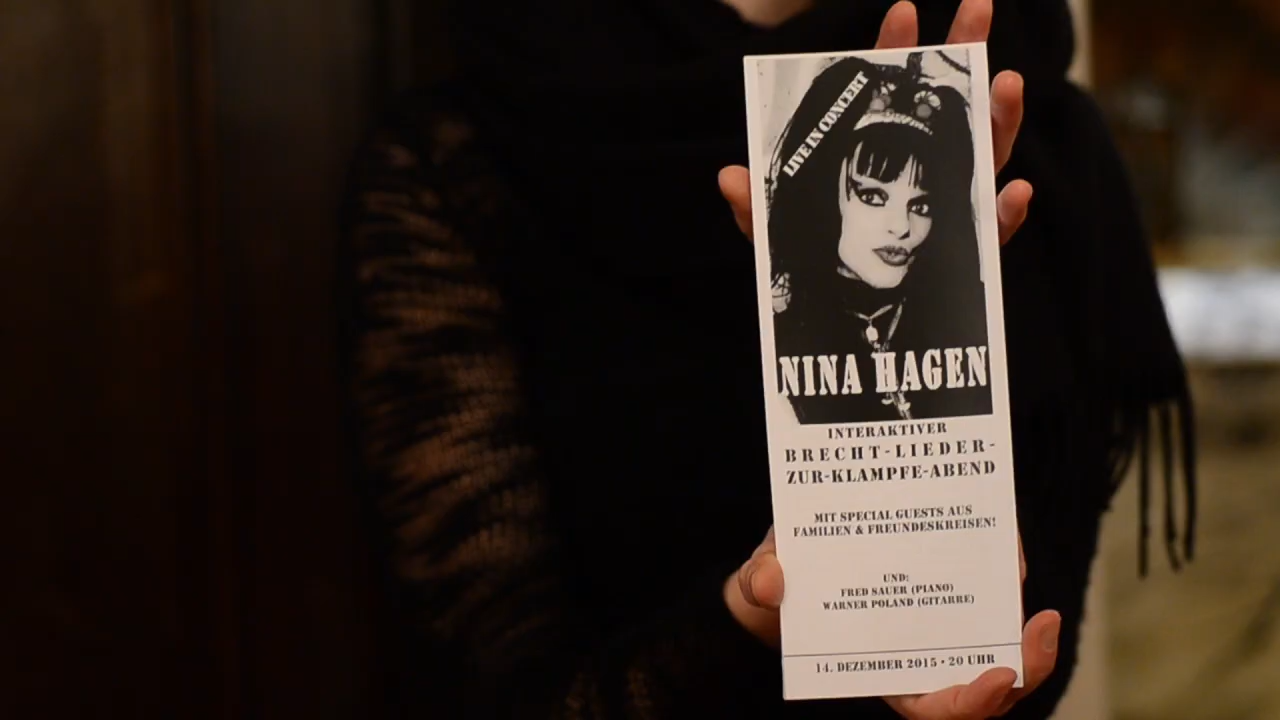 LIVE IN CONCERT
NINA HAGEN
INTERAKTIVER
BRECHT-LIEDER-
ZUR-KLAMPFE-ABEND
MIT SPECIAL GUESTS AUS
FAMILIEN & FREUNDESKREISEN!
UND:
FRED SAUER (PIANO)
WARNER POLAND (GITARRE)
14. DEZEMBER 2015 • 20 UHR